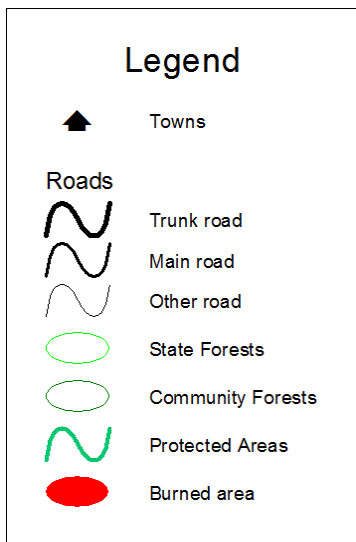 Legend
Towns
Roads
Trunk road
Main road
Other road
State Forests
Community Forests
Protected Areas
Burned area